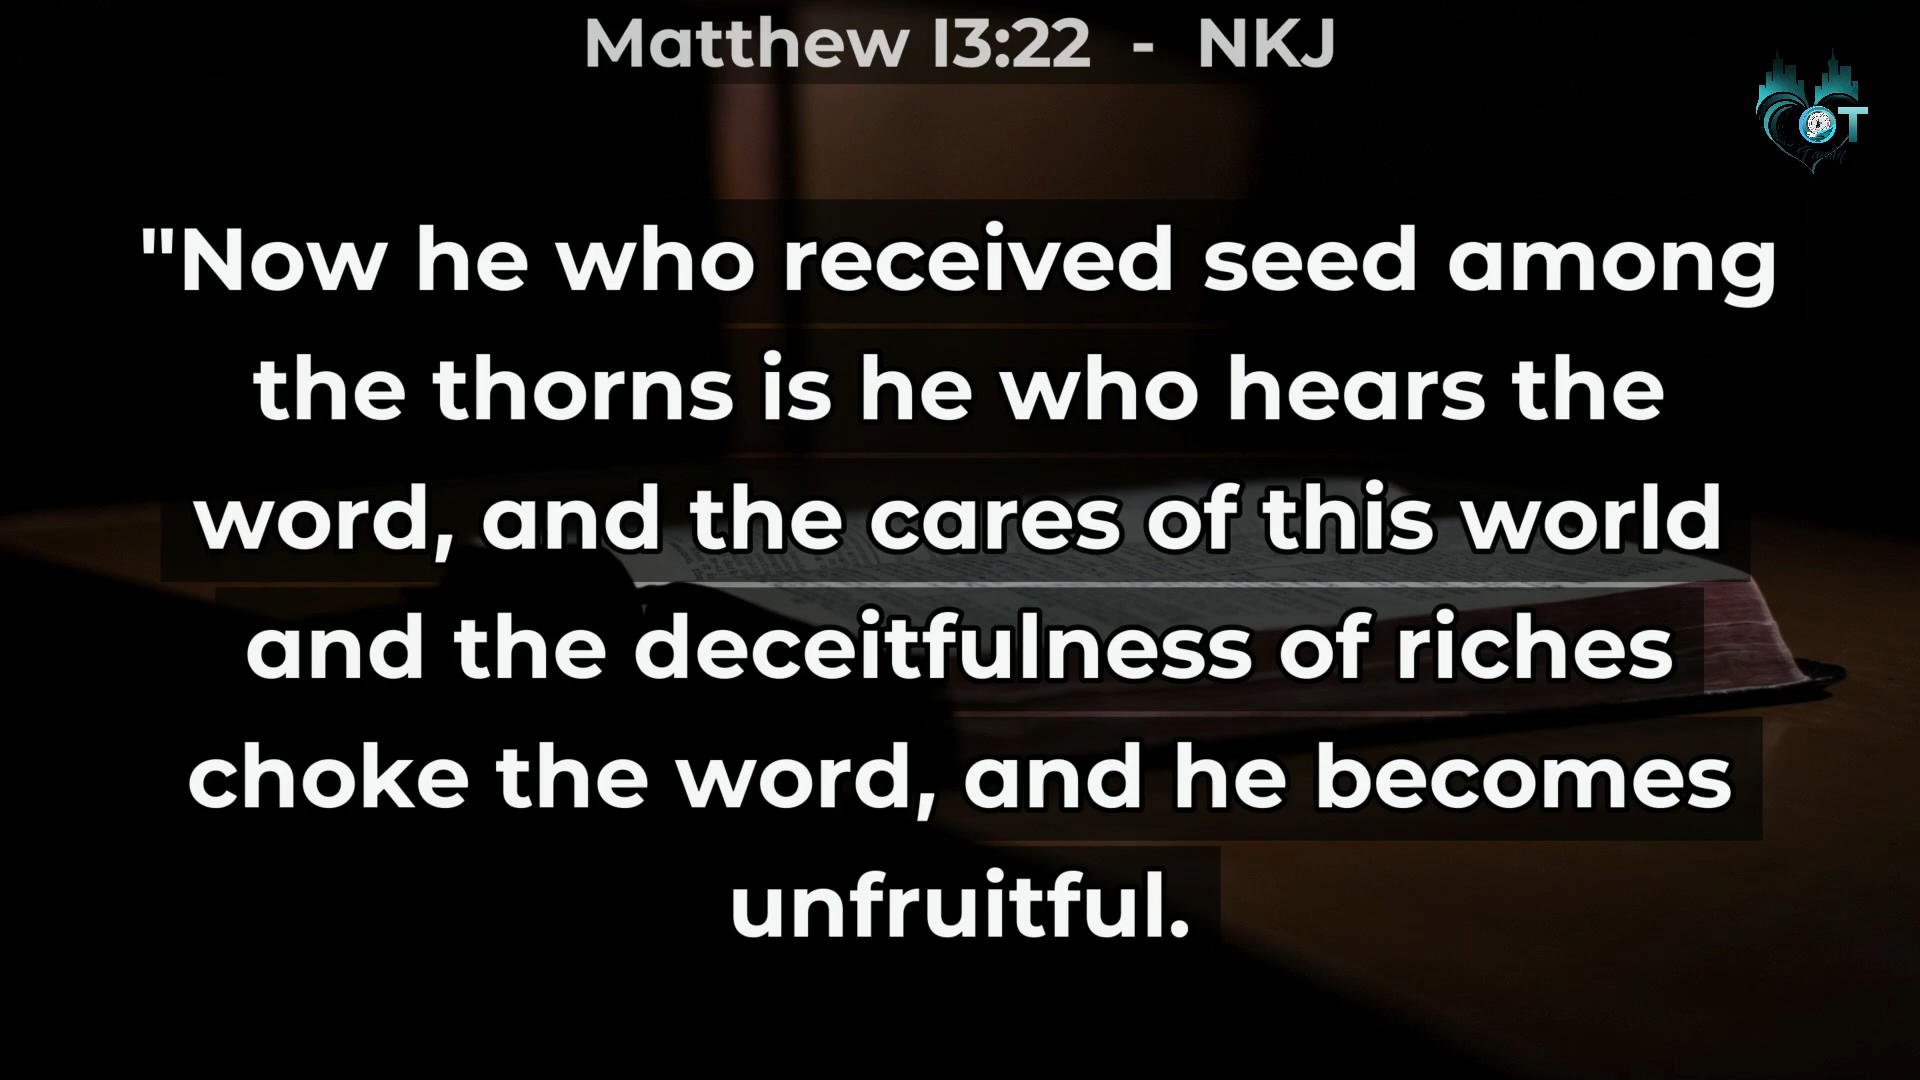 Matthew 13:22 - NKJ
OT
"Now he who received seed among
the thorns is he who hears the
word, and the cares of this world
and the deceitfulness of riches
choke the word, and he becomes
unfruitful.